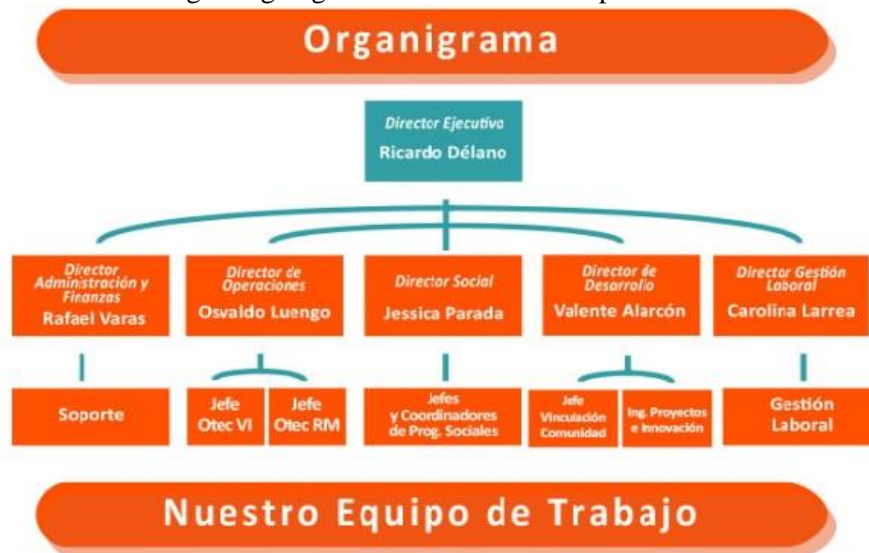 Organigrama
Director Ejecutivo
Ricardo Délano
Director
Administración y
Finanzas
Rafael Varas
Director de
Operaciones
Osvaldo Luengo
Director Social
Jessica Parada
Director de
Desarrollo
Valente Alarcón
Director Gestión
Laboral
Carolina Larrea
Soporte
Jefe
Otec VI
Jefe
Otec RM
Jefes
y Coordinadores
de Prog. Sociales
Jefe
Vinculación
Comunidad
Ing. Proyectos
e Innovación
Gestión
Laboral
Nuestro Equipo de Trabajo